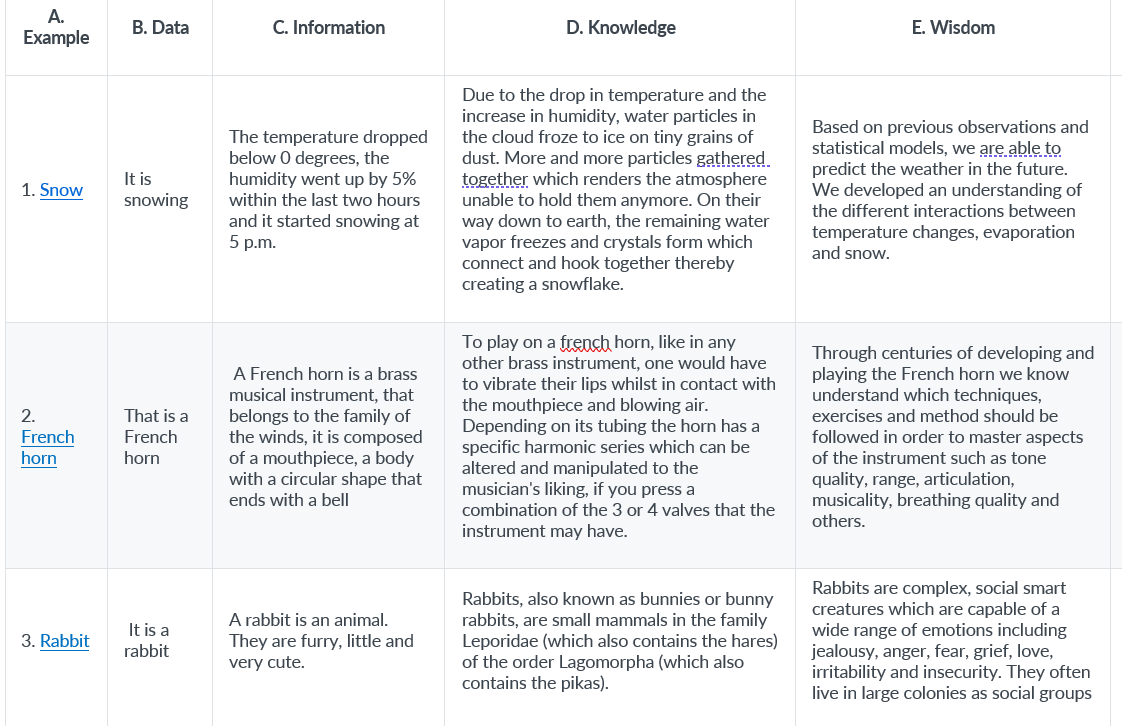 A.
Example
B. Data
C. Information
D. Knowledge
E. Wisdom
1. Snow
It is
snowing
The temperature dropped
below 0 degrees, the
humidity went up by 5%
within the last two hours
and it started snowing at
5 p.m.
Due to the drop in temperature and the
increase in humidity, water particles in
the cloud froze to ice on tiny grains of
dust. More and more particles gathered
together which renders the atmosphere
unable to hold them anymore. On their
way down to earth, the remaining water
vapor freezes and crystals form which
connect and hook together thereby
creating a snowflake.
Based on previous observations and
statistical models, we are able to
predict the weather in the future.
We developed an understanding of
the different interactions between
temperature changes, evaporation
and snow.
2.
French
horn
That is a
French
horn
A French horn is a brass
musical instrument, that
belongs to the family of
the winds, it is composed
of a mouthpiece, a body
with a circular shape that
ends with a bell
To play on a french horn, like in any
other brass instrument, one would have
to vibrate their lips whilst in contact with
the mouthpiece and blowing air.
Depending on its tubing the horn has a
specific harmonic series which can be
altered and manipulated to the
musician's liking, if you press a
combination of the 3 or 4 valves that the
instrument may have.
Through centuries of developing and
playing the French horn we know
understand which techniques,
exercises and method should be
followed in order to master aspects
of the instrument such as tone
quality, range, articulation,
musicality, breathing quality and
others.
3. Rabbit
It is a
rabbit
A rabbit is an animal.
They are furry, little and
very cute.
Rabbits, also known as bunnies or bunny
rabbits, are small mammals in the family
Leporidae (which also contains the hares)
of the order Lagomorpha (which also
contains the pikas).
Rabbits are complex, social smart
creatures which are capable of a
wide range of emotions including
jealousy, anger, fear, grief, love,
irritability and insecurity. They often
live in large colonies as social groups